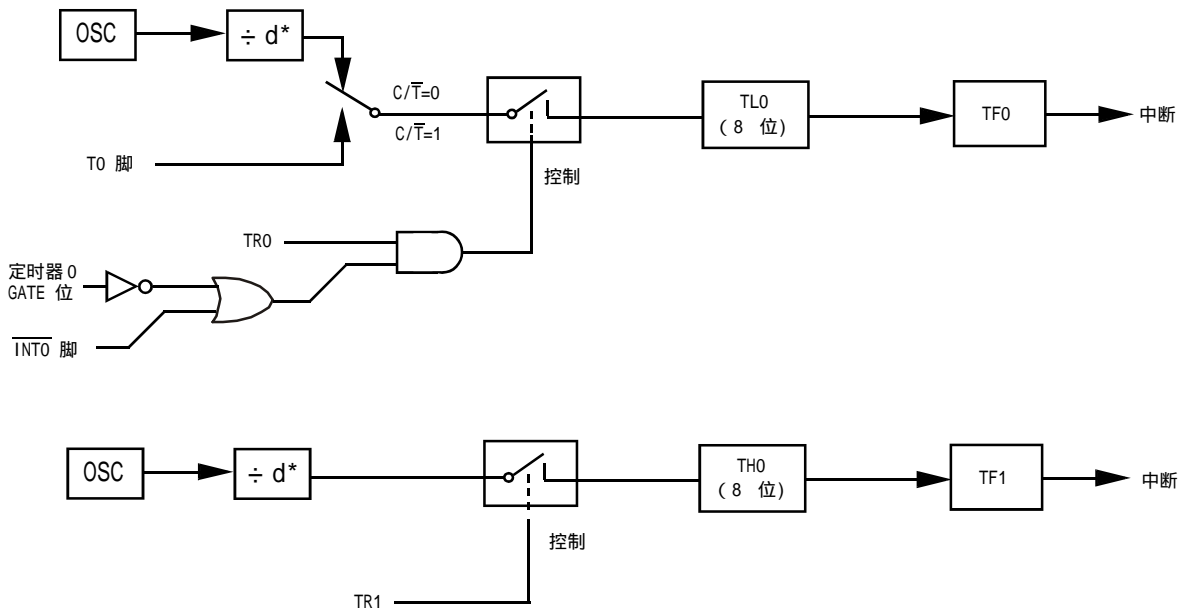 OSC
÷ d*
C/T̅=0
C/T̅=1
T0 脚
控制
TL0
(8 位)
TF0
中断
TR0
定时器 0
GATE 位
I̅N̅T̅0̅ 脚
OSC
÷ d*
控制
TH0
(8 位)
TF1
中断
TR1